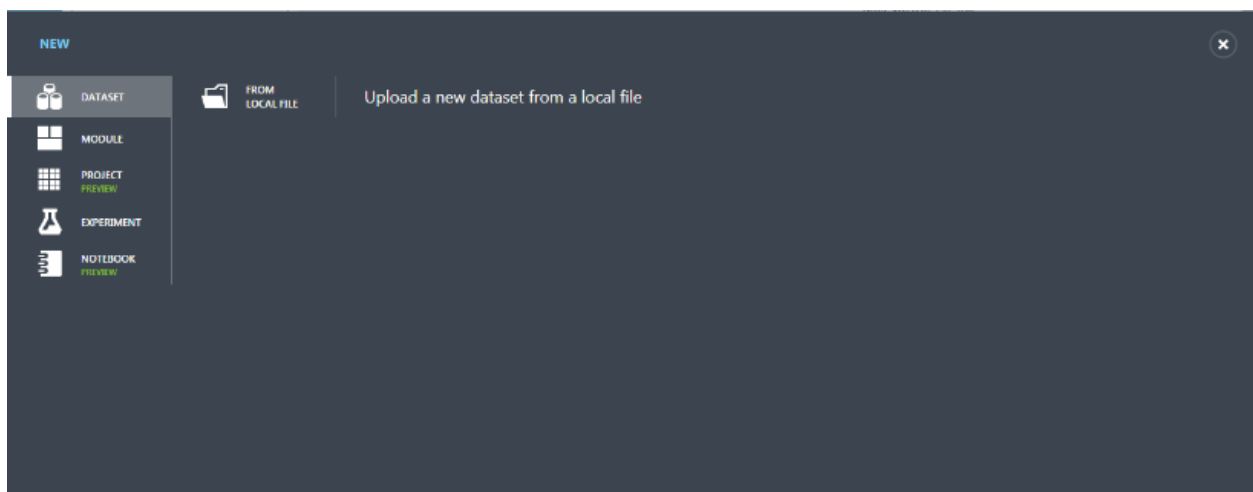 NEW
DATASET
FROM
LOCAL FILE
Upload a new dataset from a local file
MODULE
PROJECT
PREVIEW
EXPERIMENT
NOTEBOOK
PREVIEW